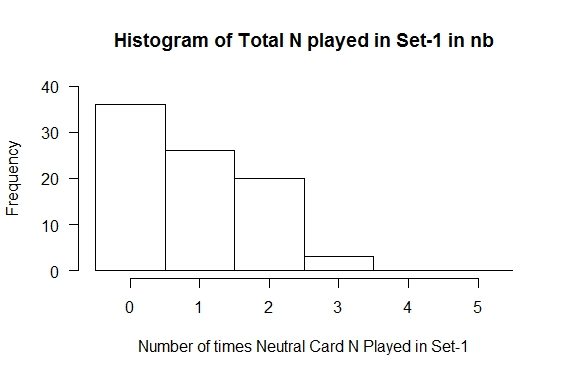 Histogram of Total N played in Set-1 in nb
Frequency
40
30
20
10
0
0 1 2 3 4 5
Number of times Neutral Card N Played in Set-1